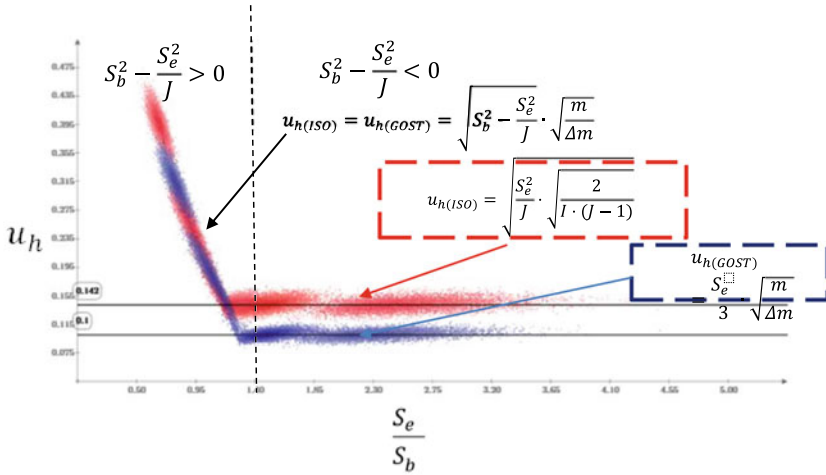 0.475
0.435
0.395
0.355
0.315
0.275
0.235
0.195
0.155
0.142
0.115
0.1
0.075
u_h
S_b^2 − S_e^2/J > 0
S_b^2 − S_e^2/J < 0
u_h(ISO) = u_h(GOST) = √(S_b^2 − S_e^2/J) · √(m/Δm)
u_h(ISO) = √(S_e^2/J · √(2/(I · (J − 1))))
u_h(GOST)
= S_e/3 · √(m/Δm)
0.50 0.95 1.40 1.85 2.30 2.75 3.20 3.65 4.10 4.55 5.00
S_e/S_b